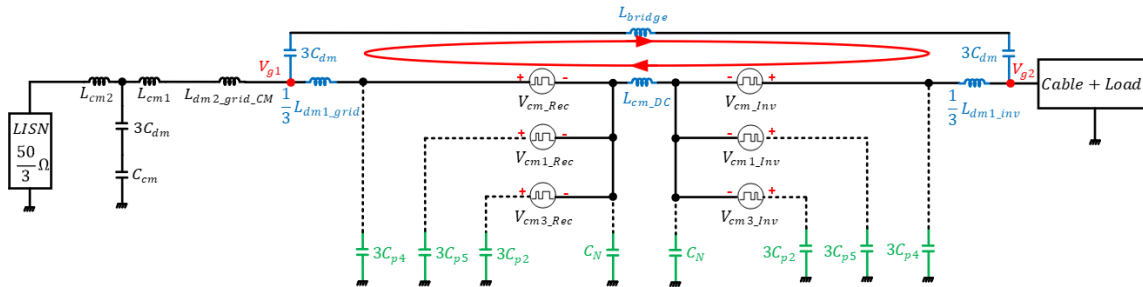 L_bridge
3C_dm
3C_dm
V_g1
V_g2
L_cm2
L_cm1
L_dm2_grid_CM
1/3 L_dm1_grid
+
-
V_cm_Rec
L_cm_DC
-
+
V_cm_Inv
1/3 L_dm1_inv
Cable + Load
LISN
50/3 Ω
3C_dm
C_cm
+
-
V_cm1_Rec
-
+
V_cm1_Inv
+
-
V_cm3_Rec
-
+
V_cm3_Inv
3C_p4
3C_p5
3C_p2
C_N
C_N
3C_p2
3C_p5
3C_p4